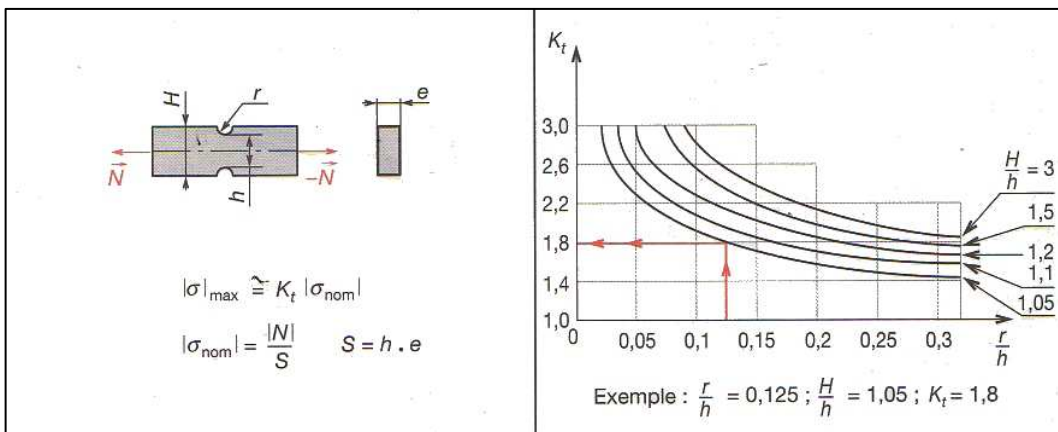 H
r
e
N
h
-N
|σ|max ≅ Kt |σnom|
|σnom| = |N| / S    S = h . e
Kt
3,0
2,6
2,2
1,8
1,4
1,0
0
0,05
0,1
0,15
0,2
0,25
0,3
r/h
H/h = 3
1,5
1,2
1,1
1,05
Exemple : r/h = 0,125 ; H/h = 1,05 ; Kt = 1,8